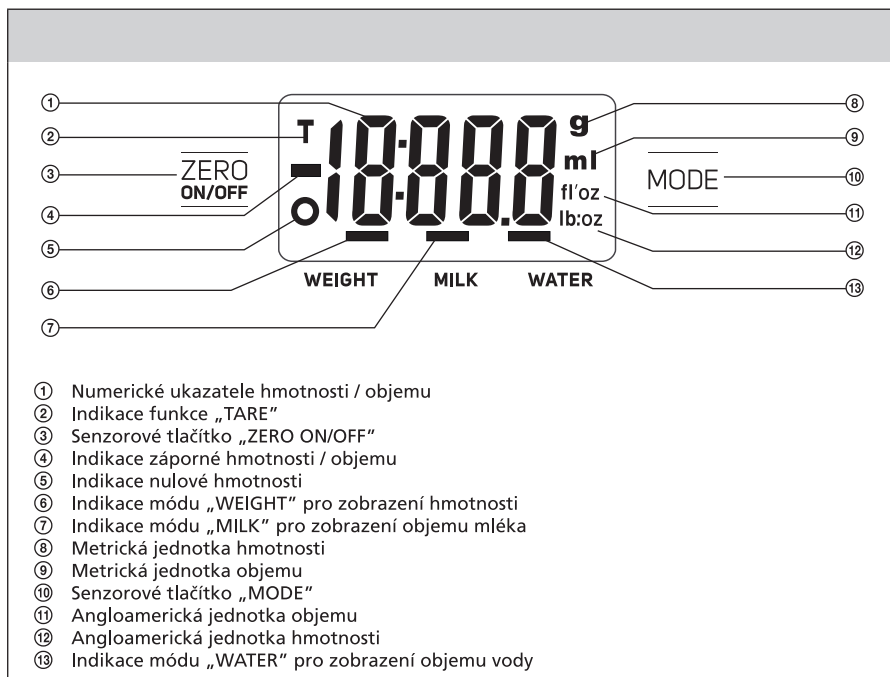 ① T 18:888 g ⑧
② ml ⑨
③ ZERO MODE ⑩
ON/OFF fl'oz ⑪
④ lb:oz ⑫
⑤
⑥ WEIGHT MILK WATER ⑬
⑦
① Numerické ukazatele hmotnosti / objemu
② Indikace funkce „TARE”
③ Senzorové tlačítko „ZERO ON/OFF”
④ Indikace záporné hmotnosti / objemu
⑤ Indikace nulové hmotnosti
⑥ Indikace módu „WEIGHT” pro zobrazení hmotnosti
⑦ Indikace módu „MILK” pro zobrazení objemu mléka
⑧ Metrická jednotka hmotnosti
⑨ Metrická jednotka objemu
⑩ Senzorové tlačítko „MODE”
⑪ Angloamerická jednotka objemu
⑫ Angloamerická jednotka hmotnosti
⑬ Indikace módu „WATER” pro zobrazení objemu vody